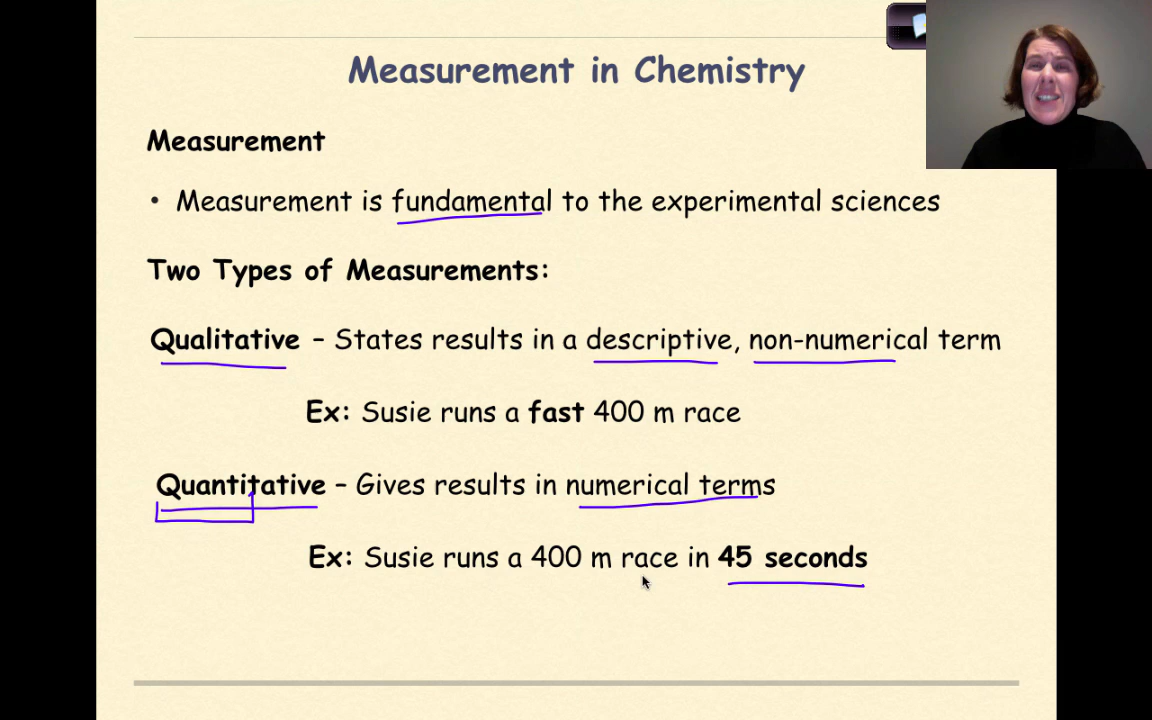 Measurement in Chemistry
Measurement
• Measurement is fundamental to the experimental sciences
Two Types of Measurements:
Qualitative – States results in a descriptive, non-numerical term
Ex: Susie runs a fast 400 m race
Quantitative – Gives results in numerical terms
Ex: Susie runs a 400 m race in 45 seconds